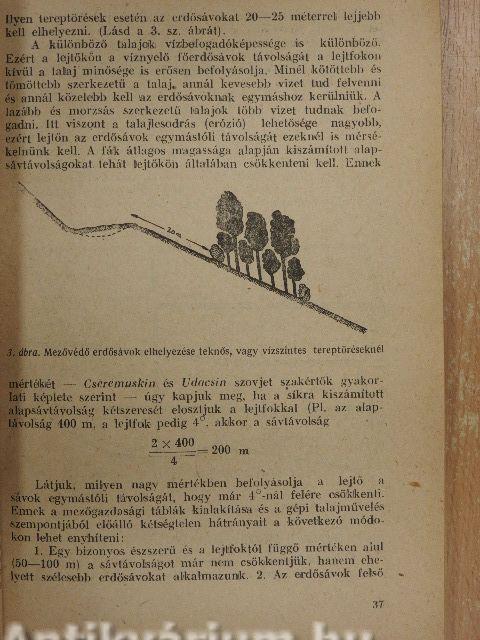 ilyen tereptörések esetén az erdősávokat 20—25 méterrel lejjebb
kell elhelyezni. (Lásd a 3. sz. ábrát).
A különböző talajok vízbefogadóképessége is különböző.
Ezért a lejtőkön a víznyelő főerdősávok távolságát a lejtfokon
kívül a talaj minősége is erősen befolyásolja. Minél kötöttebb és
tömöttebb szerkezetű a talaj, annál kevesebb vizet tud felvenni
és annál közelebb kell az erdősávoknak egymáshoz kerülniük. A
lazább és morzsás szerkezetű talajok több vizet tudnak befo-
gadni. Itt viszont a talajlesodrás (erózió) lehetősége nagyobb,
ezért lejtőn az erdősávok egymástóli távolságát ezeknél is mérsé-
kelnünk kell. A fák átlagos magassága alapján kiszámított alap-
sávtávolságokat tehát lejtőkön általában csökkenteni kell. Ennek
20 m
3. ábra. Mezővédő erdősávok elhelyezése teknős, vagy vízszintes tereptöréseknél
mértékét — Cseremuskin és Udacsin szovjet szakértők gyakor-
lati képlete szerint — úgy kapjuk meg, ha a síkra kiszámított
alapsávtávolság kétszeresét elosztjuk a lejtfokkal (Pl. az alap-
távolság 400 m, a lejtfok pedig 4°. akkor a sávtávolság
2 × 400
4 = 200 m
Látjuk, milyen nagy mértékben befolyásolja a lejtő a
sávok egymástóli távolságát, hogy már 4°-nál felére csökkenti.
Ennek a mezőgazdasági táblák kialakítása és a gépi talajművelés
szempontjából előálló kétségtelen hátrányait a következő módo-
kon lehet enyhíteni:
1. Egy bizonyos észszerű és a lejtfoktól függő mértéken alul
(50—100 m) a sávtávolságot már nem csökkentjük, hanem ehe-
lyett szélesebb erdősávokat alkalmazunk. 2. Az erdősávok felső
37
Antikvárium.hu